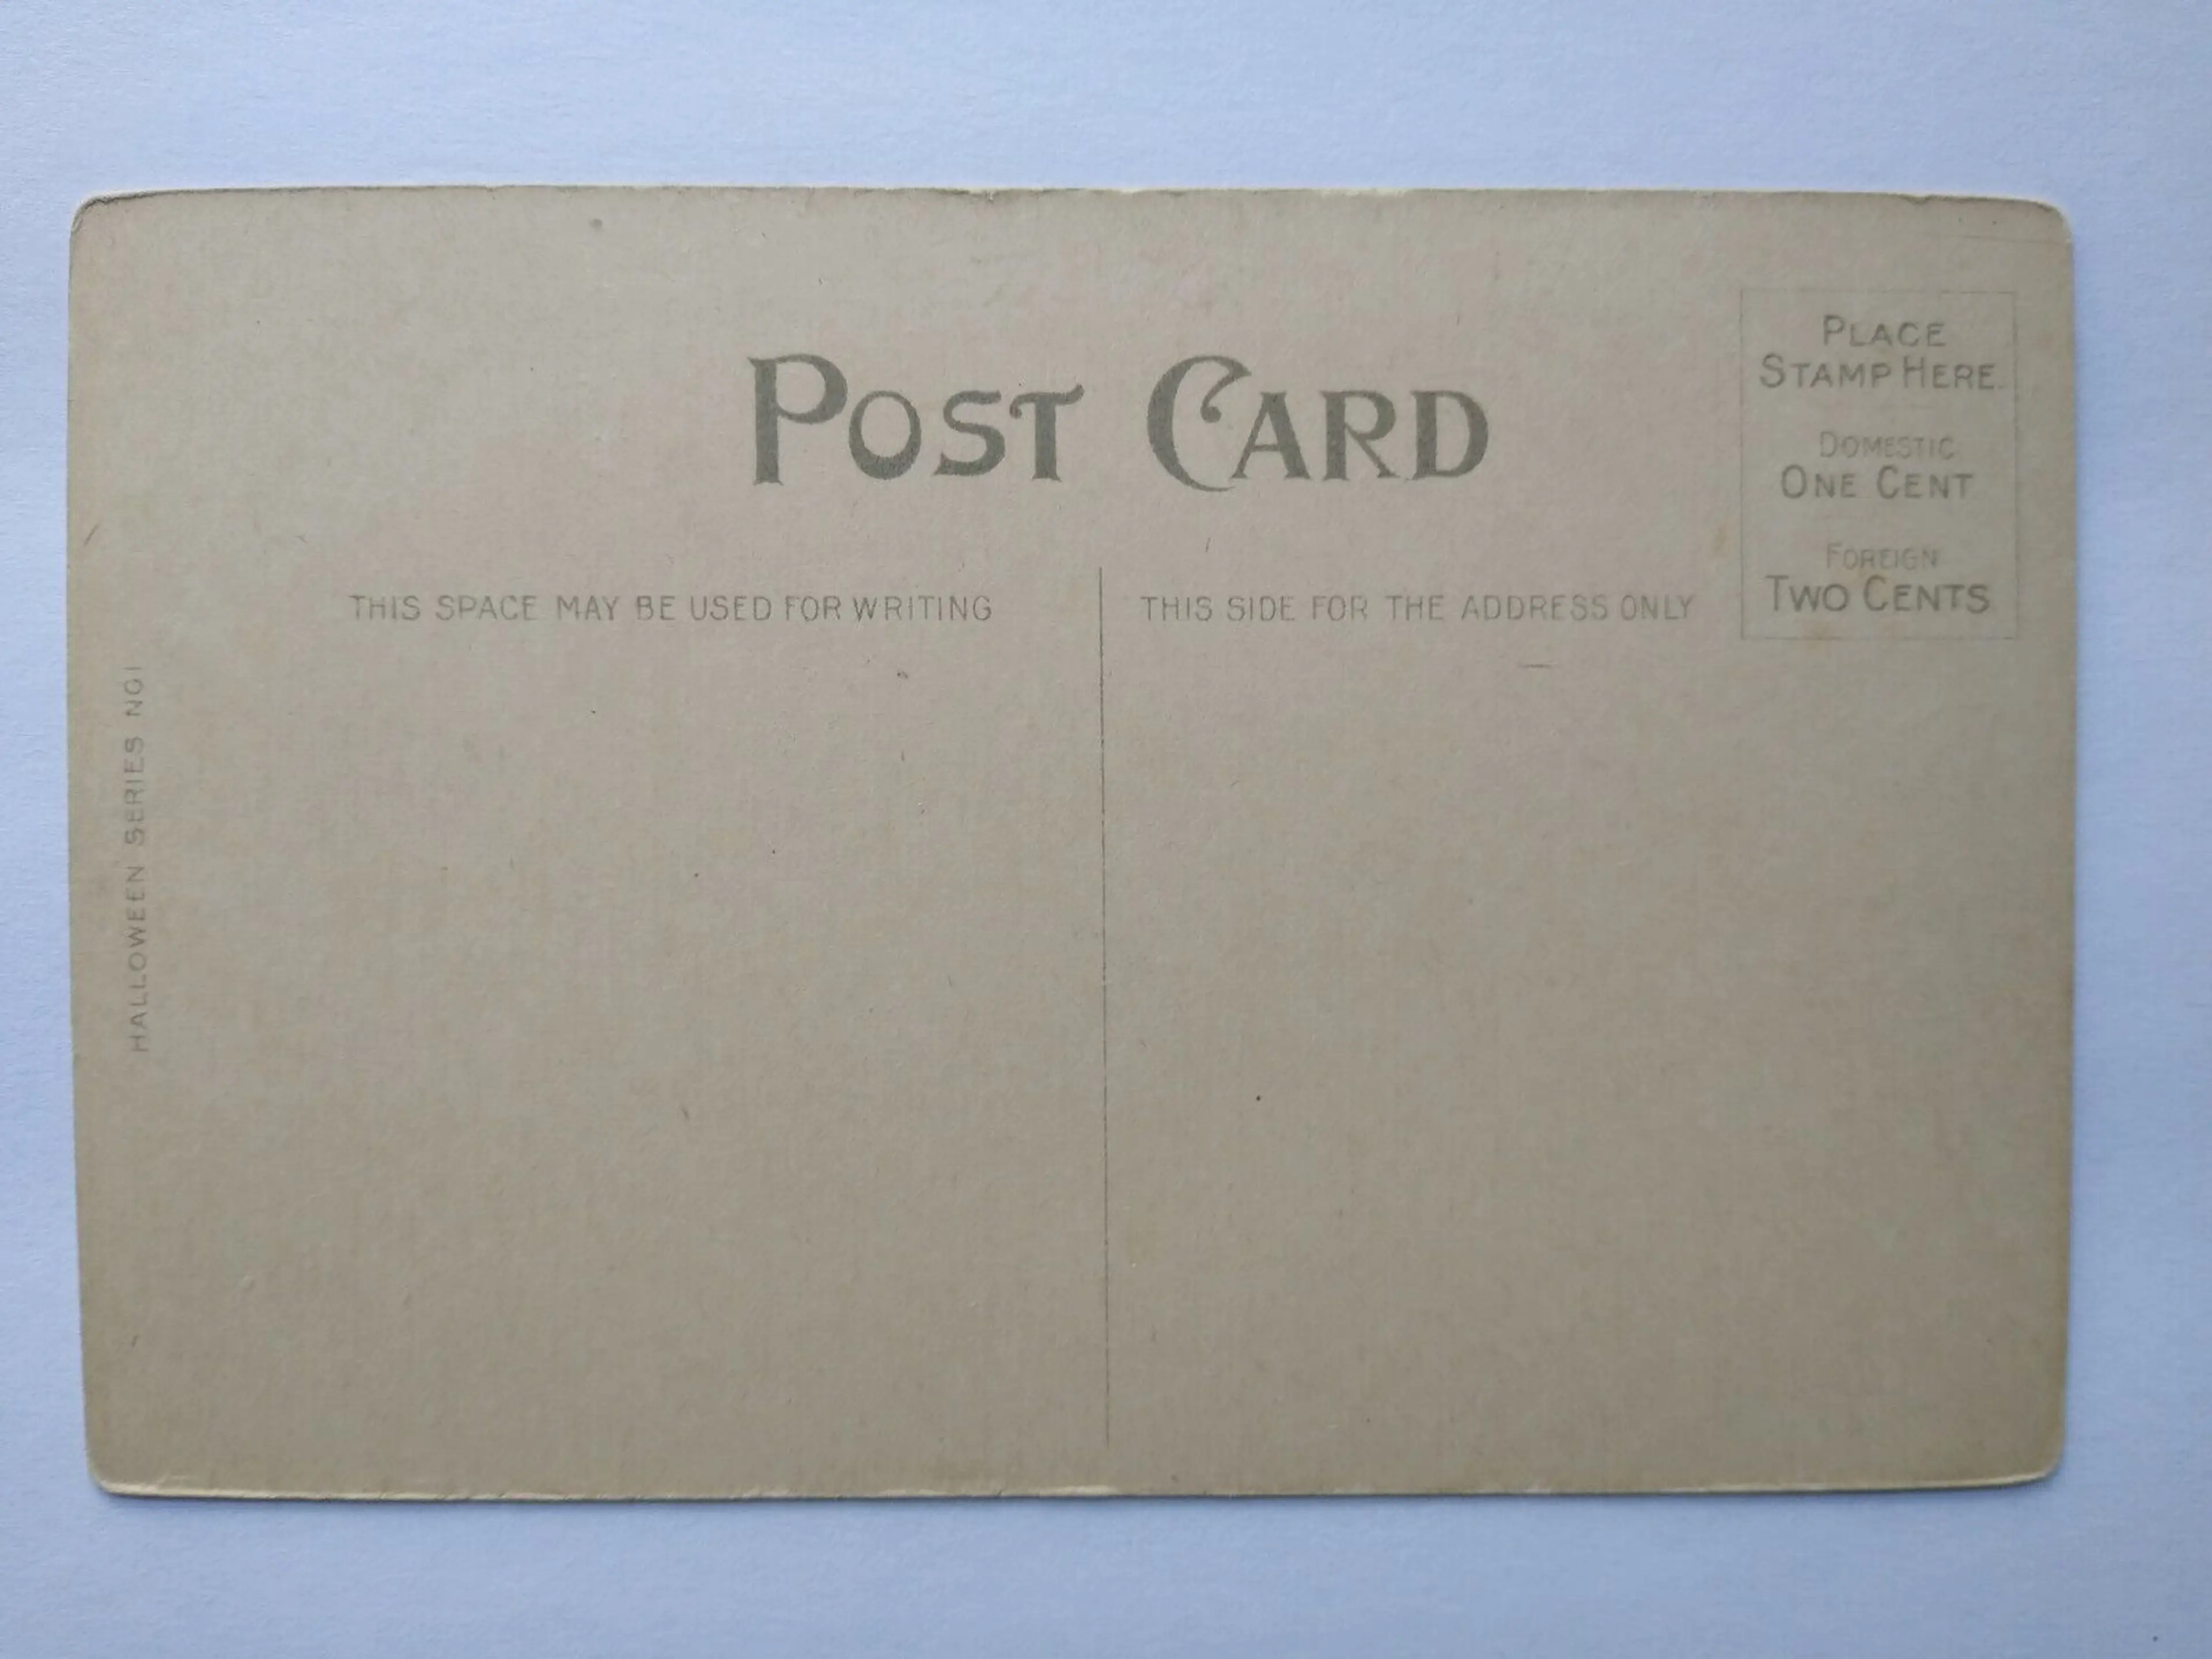 POST CARD
PLACE
STAMP HERE.
DOMESTIC
ONE CENT
FOREIGN
TWO CENTS
THIS SPACE MAY BE USED FOR WRITING
THIS SIDE FOR THE ADDRESS ONLY
HALLOWEEN SERIES NO1